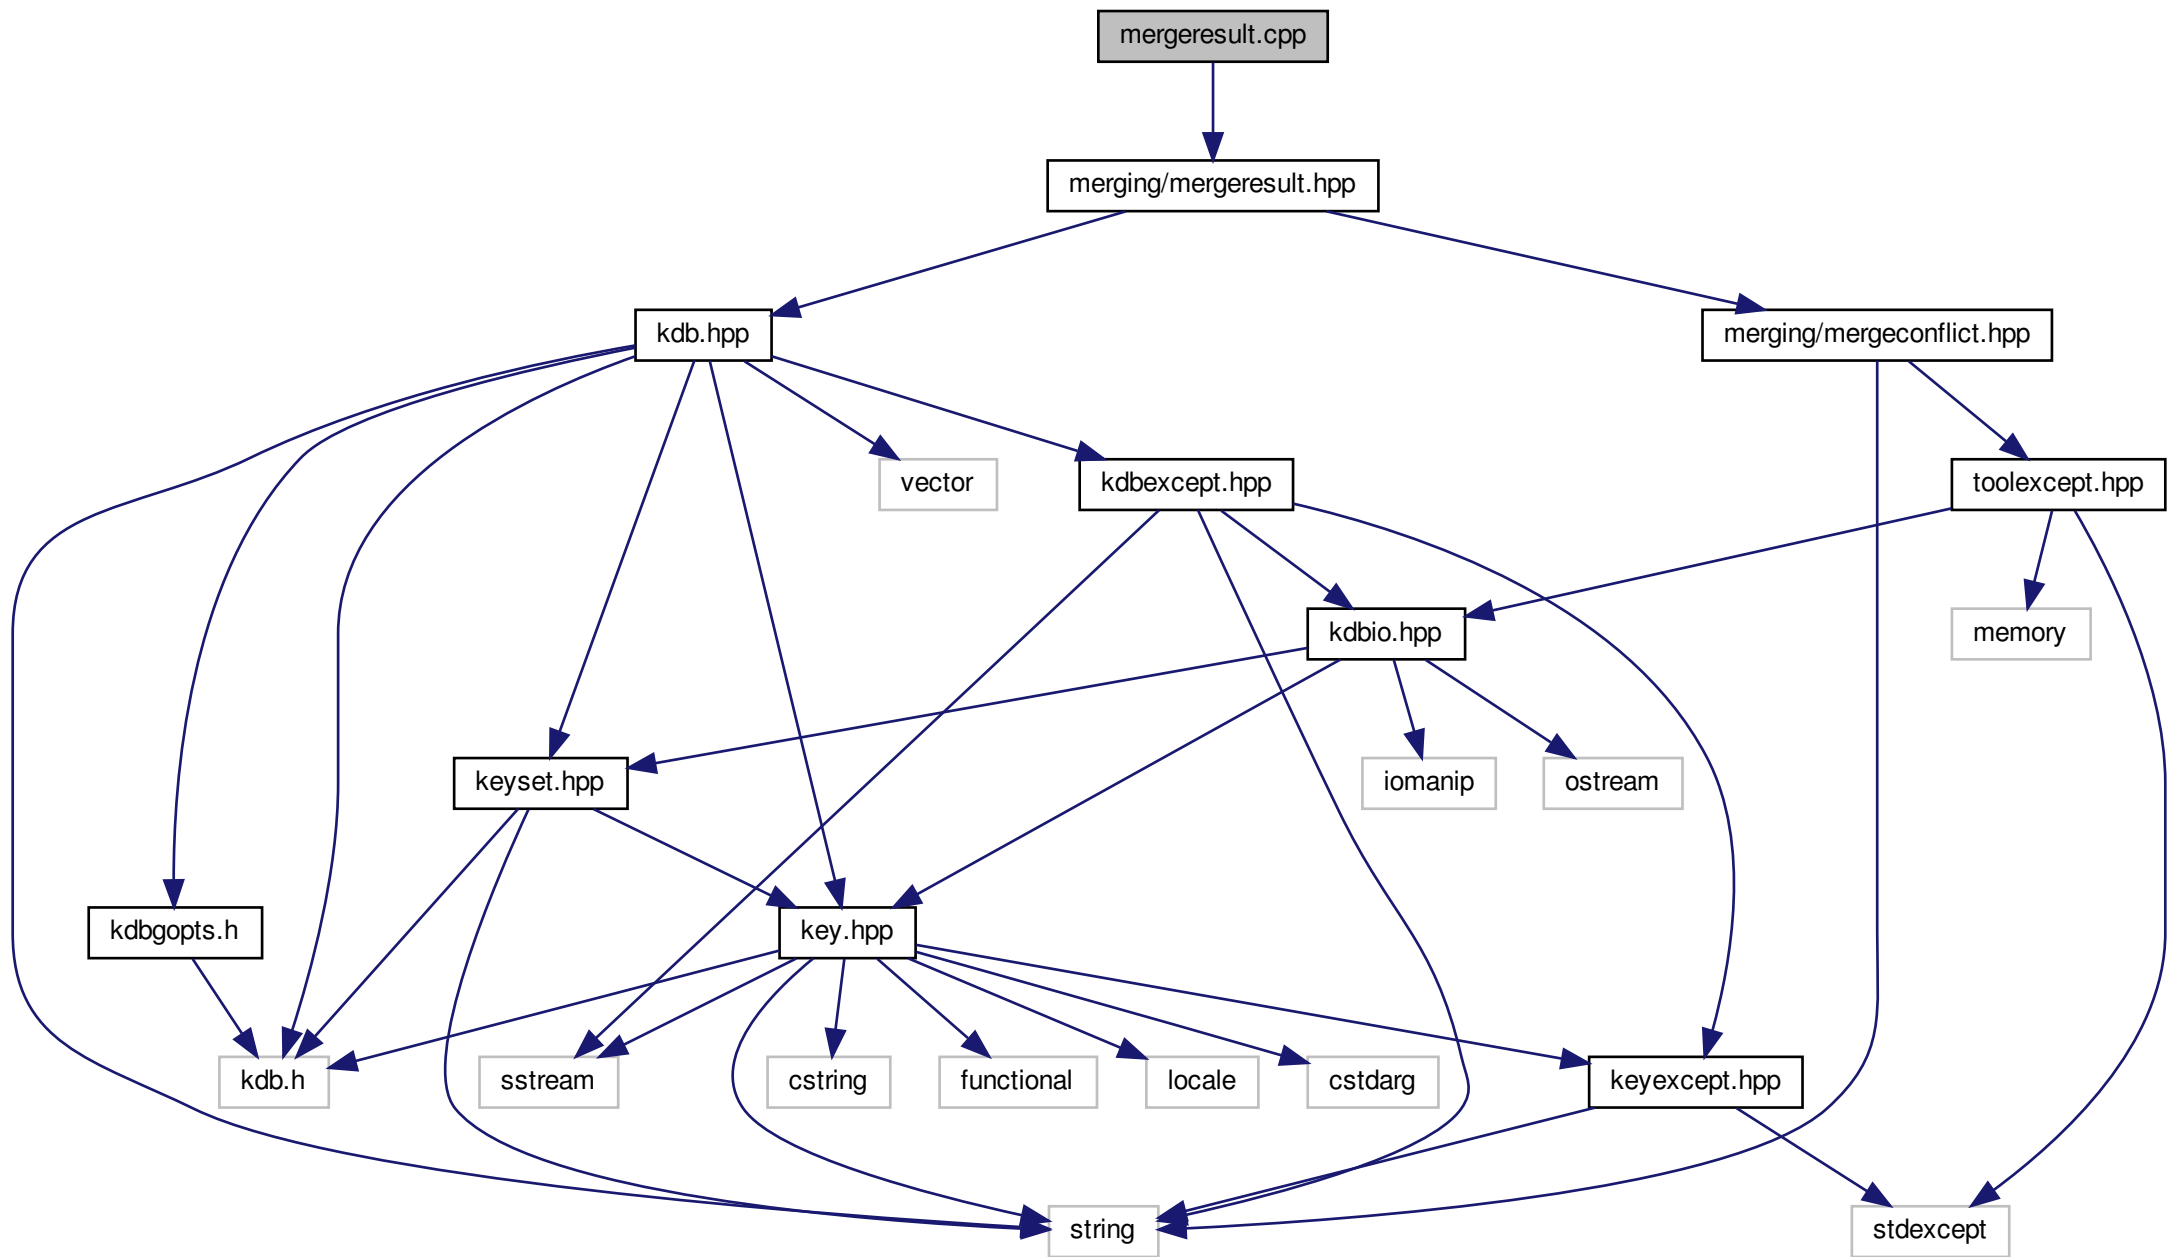 mergeresult.cpp
merging/mergeresult.hpp
kdb.hpp
merging/mergeconflict.hpp
vector
kdbexcept.hpp
toolexcept.hpp
kdbio.hpp
memory
keyset.hpp
iomanip
ostream
kdbgopts.h
key.hpp
kdb.h
sstream
cstring
functional
locale
cstdarg
keyexcept.hpp
string
stdexcept